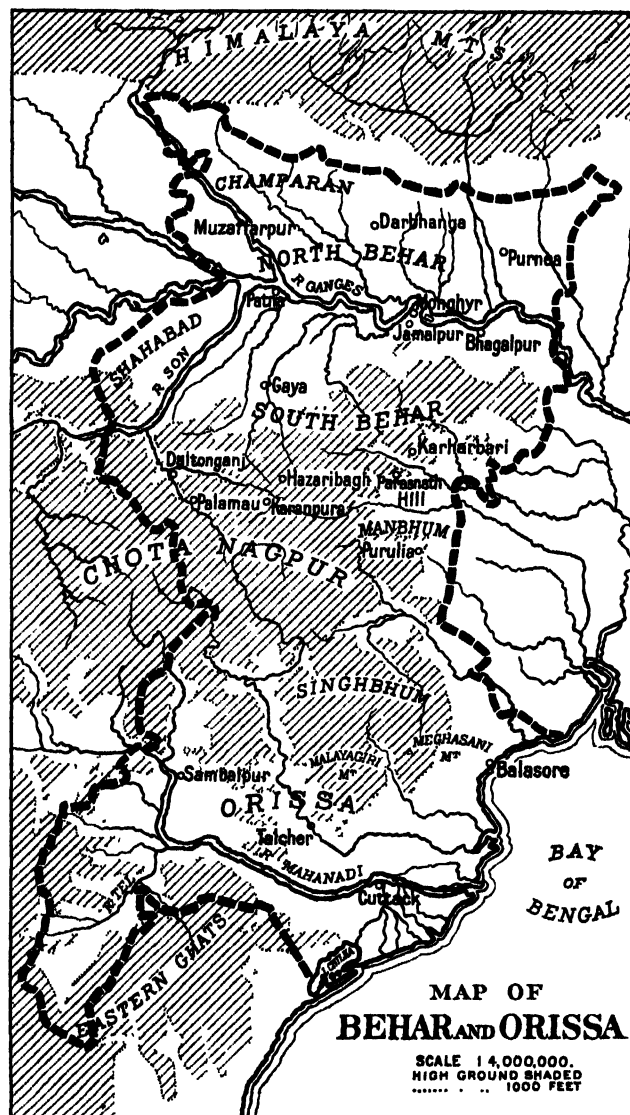 HIMALAYA MTS
CHAMPARAN
Muzaffarpur
Darbhanga
NORTH BEHAR
Purnea
G
R GANGES
Patna
Monghyr
SHAHABAD
Jamalpur
Bhagalpur
R SON
Gaya
SOUTH BEHAR
Karharbari
Daltonganj
Hazaribagh
Parasnath
Hill
Palamau
Karanpura
MANBHUM
Purulia
CHOTA NAGPUR
SINGHBHUM
MEGHASANI
MT
MALAYAGIRI
MT
Sambalpur
Balasore
ORISSA
Talcher
R MAHANADI
BAY
OF
BENGAL
R TEL
Cuttack
EASTERN GHATS
L CHILKA
MAP OF
BEHAR AND ORISSA
SCALE 1 4,000,000.
HIGH GROUND SHADED
........ . .. 1000 FEET